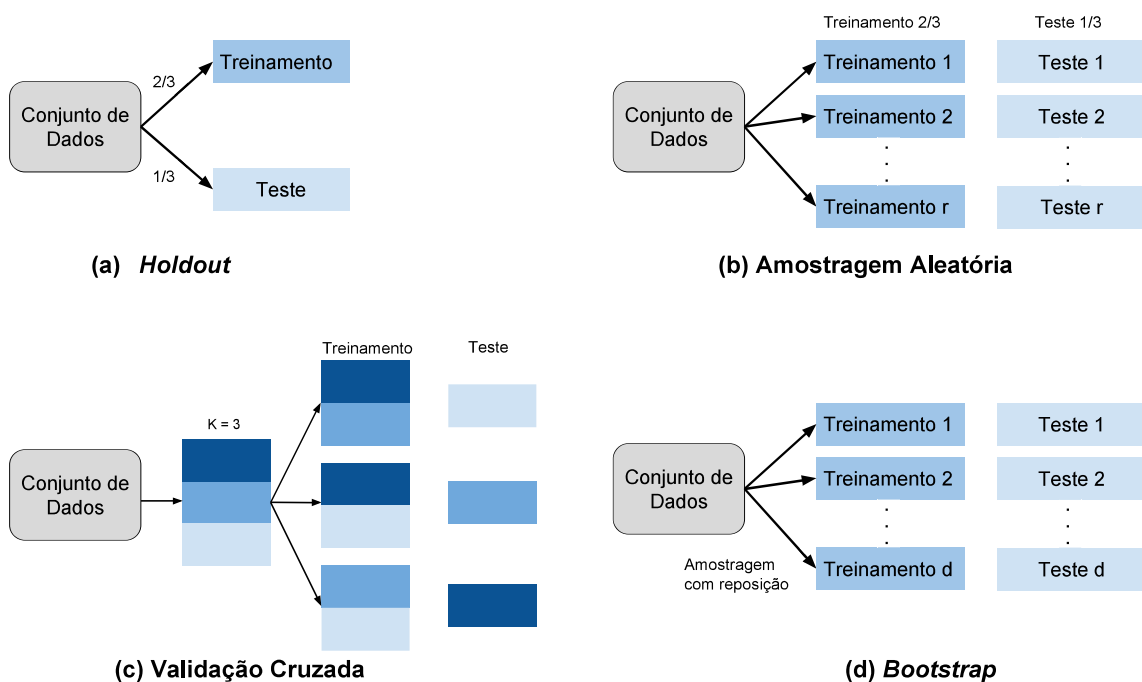 Conjunto de
Dados
2/3
1/3
Treinamento
Teste
(a) Holdout
Treinamento 2/3
Teste 1/3
Conjunto de
Dados
Treinamento 1
Teste 1
Treinamento 2
Teste 2
Treinamento r
Teste r
(b) Amostragem Aleatória
Treinamento
Teste
K = 3
Conjunto de
Dados
(c) Validação Cruzada
Conjunto de
Dados
Treinamento 1
Teste 1
Treinamento 2
Teste 2
Amostragem
com reposição
Treinamento d
Teste d
(d) Bootstrap